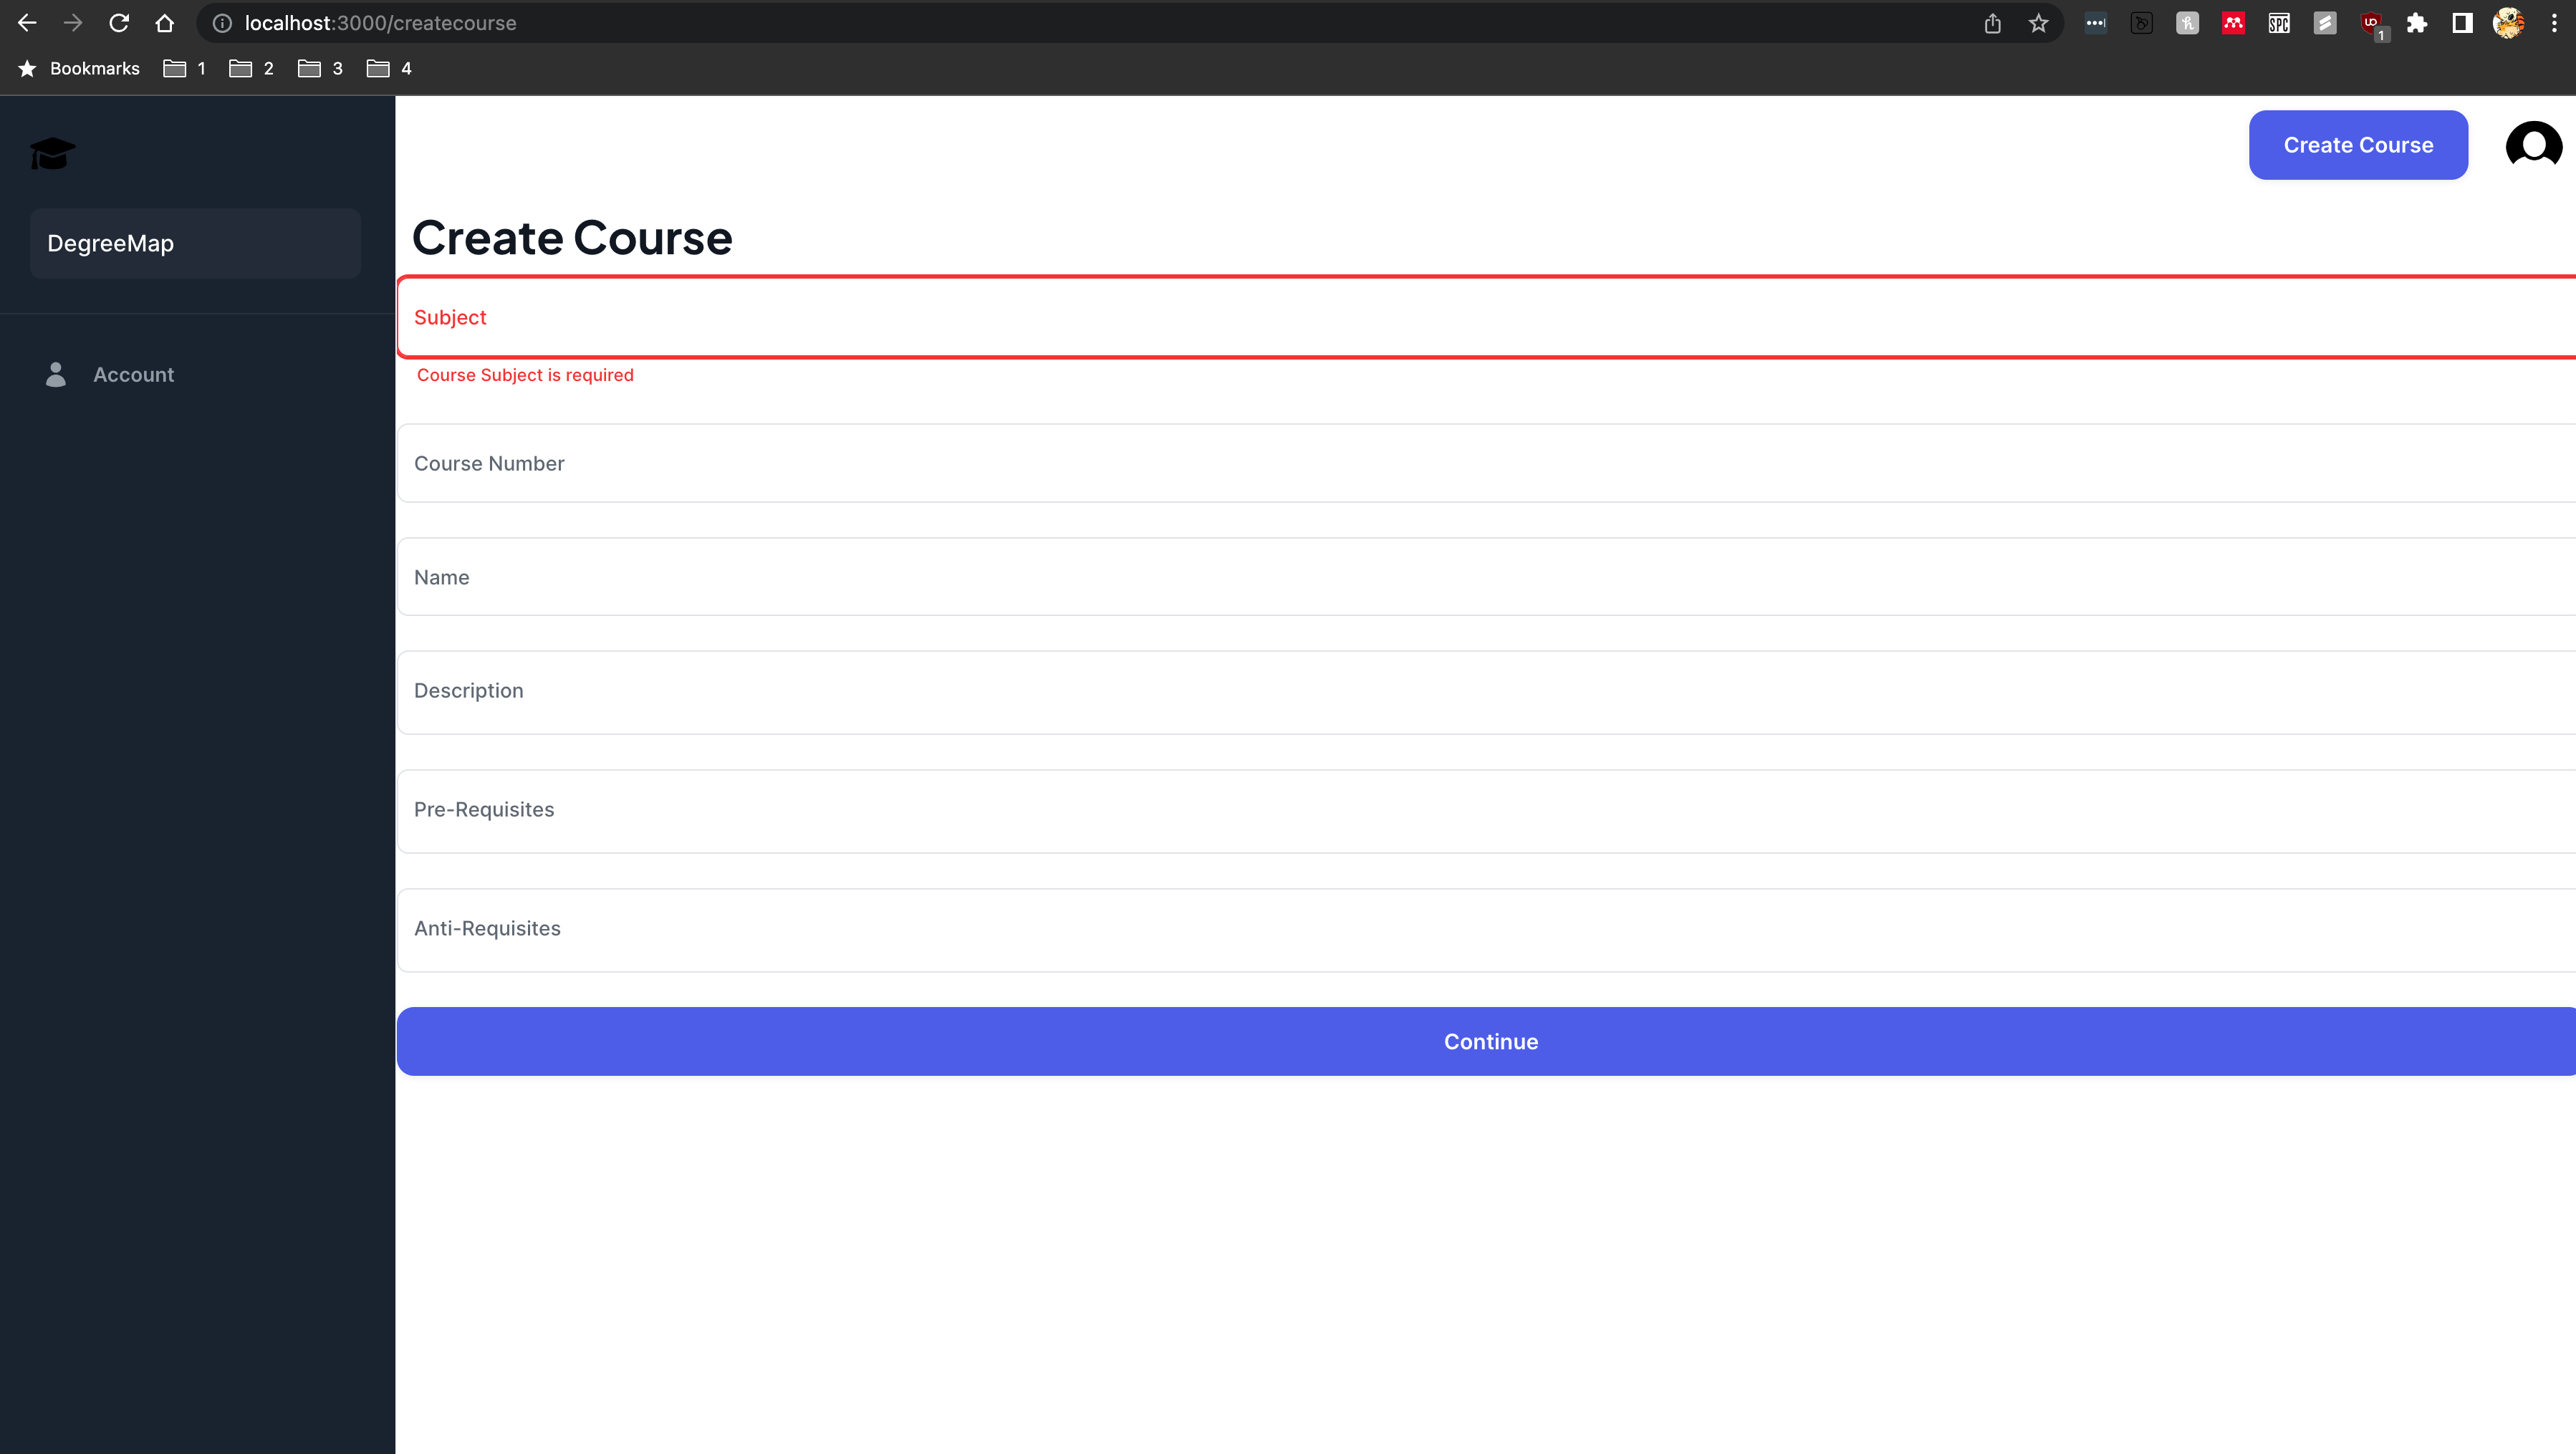 localhost:3000/createcourse
1
Bookmarks 1 2 3 4
Create Course
DegreeMap
Account
Create Course
Subject
Course Subject is required
Course Number
Name
Description
Pre-Requisites
Anti-Requisites
Continue